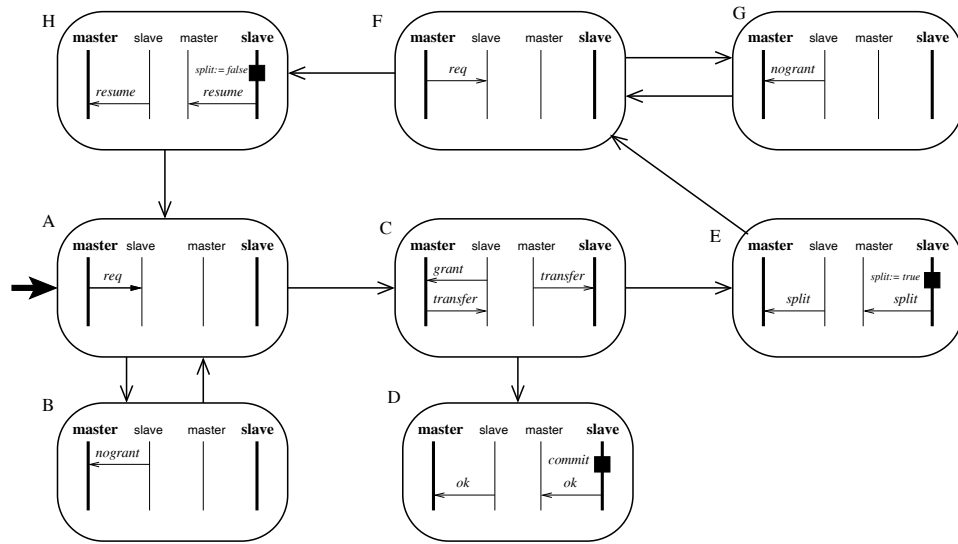 H
master slave master slave
split:= false
resume resume
F
master slave master slave
req
G
master slave master slave
nogrant
A
master slave master slave
req
C
master slave master slave
grant transfer
transfer
E
master slave master slave
split:= true
split split
B
master slave master slave
nogrant
D
master slave master slave
commit
ok ok